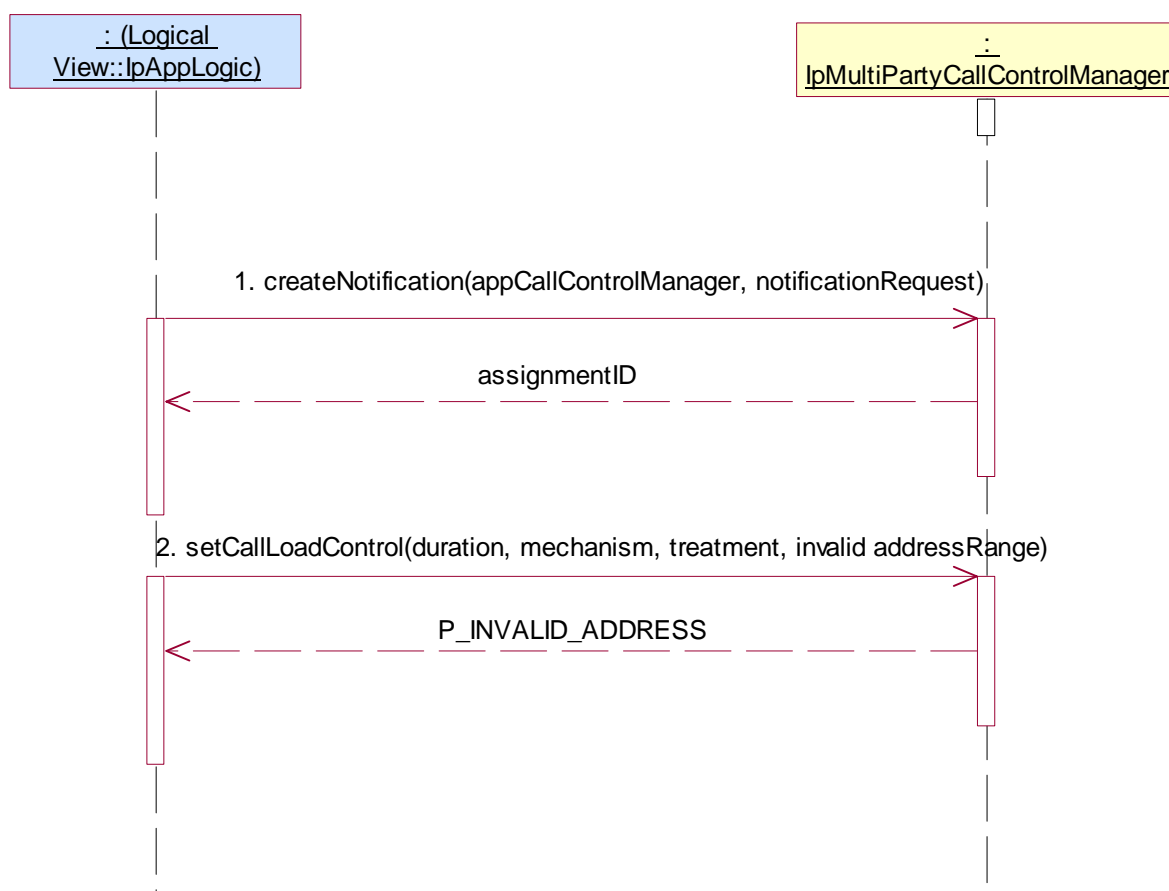 : (Logical
View::IpAppLogic)
:
IpMultiPartyCallControlManager
1. createNotification(appCallControlManager, notificationRequest)
assignmentID
2. setCallLoadControl(duration, mechanism, treatment, invalid addressRange)
P_INVALID_ADDRESS